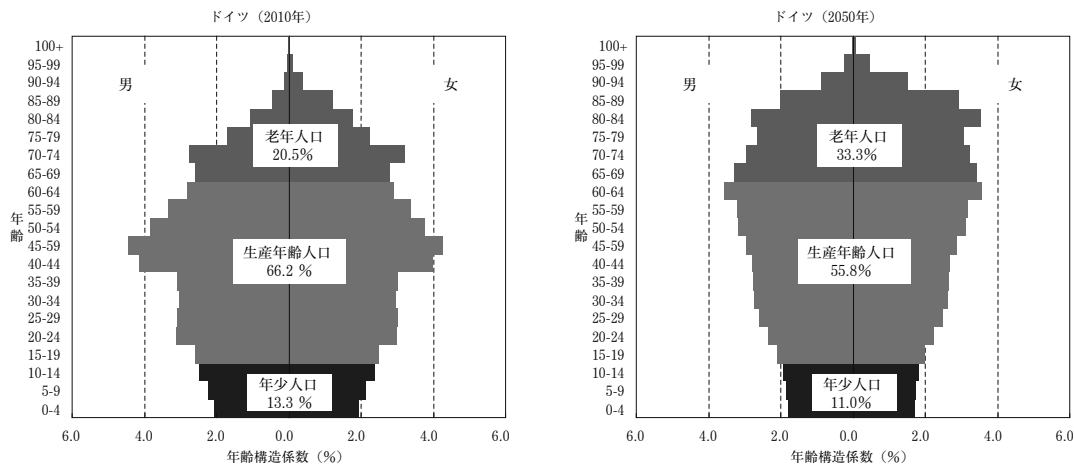 ドイツ（2010年）
100+
95-99
90-94
85-89
80-84
75-79
70-74
65-69
60-64
55-59
50-54
45-59
40-44
35-39
30-34
25-29
20-24
15-19
10-14
5-9
0-4
年齢
男
女
老年人口
20.5%
生産年齢人口
66.2 %
年少人口
13.3 %
6.0 4.0 2.0 0.0 2.0 4.0 6.0
年齢構造係数（%）
ドイツ（2050年）
100+
95-99
90-94
85-89
80-84
75-79
70-74
65-69
60-64
55-59
50-54
45-59
40-44
35-39
30-34
25-29
20-24
15-19
10-14
5-9
0-4
年齢
男
女
老年人口
33.3%
生産年齢人口
55.8%
年少人口
11.0%
6.0 4.0 2.0 0.0 2.0 4.0 6.0
年齢構造係数（%）